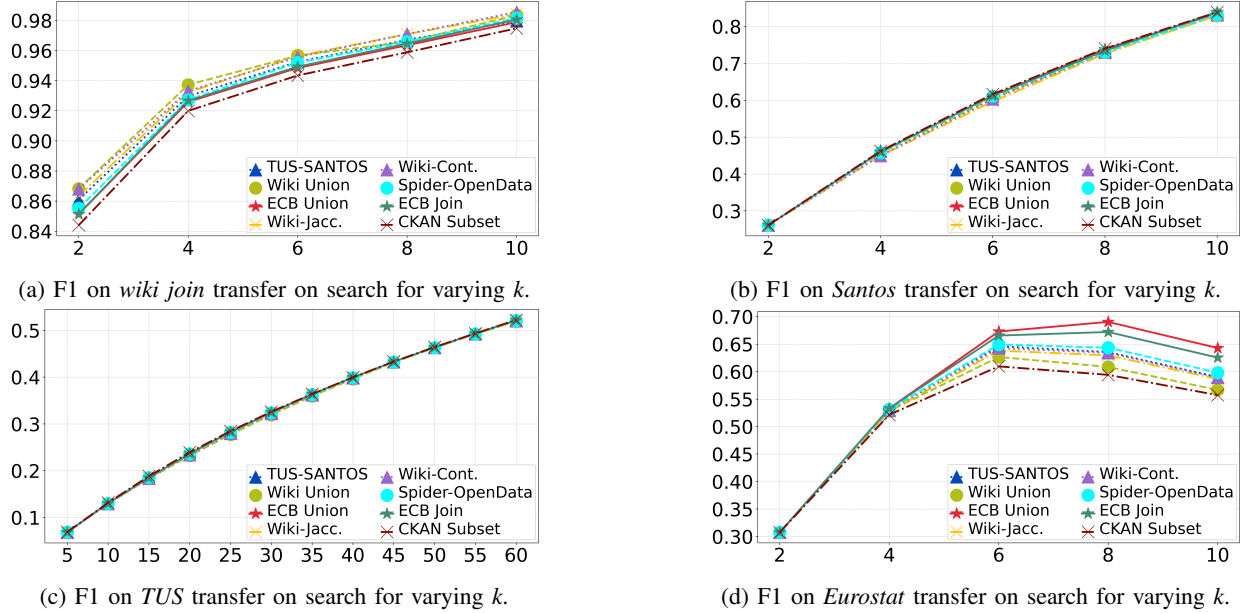 0.98
0.96
0.94
0.92
0.90
0.88
0.86
0.84
2 4 6 8 10
TUS-SANTOS Wiki-Cont.
Wiki Union Spider-OpenData
ECB Union ECB Join
Wiki-Jacc. CKAN Subset
(a) F1 on wiki join transfer on search for varying k.
0.8
0.7
0.6
0.5
0.4
0.3
2 4 6 8 10
TUS-SANTOS Wiki-Cont.
Wiki Union Spider-OpenData
ECB Union ECB Join
Wiki-Jacc. CKAN Subset
(b) F1 on Santos transfer on search for varying k.
0.5
0.4
0.3
0.2
0.1
5 10 15 20 25 30 35 40 45 50 55 60
TUS-SANTOS Wiki-Cont.
Wiki Union Spider-OpenData
ECB Union ECB Join
Wiki-Jacc. CKAN Subset
(c) F1 on TUS transfer on search for varying k.
0.70
0.65
0.60
0.55
0.50
0.45
0.40
0.35
0.30
2 4 6 8 10
TUS-SANTOS Wiki-Cont.
Wiki Union Spider-OpenData
ECB Union ECB Join
Wiki-Jacc. CKAN Subset
(d) F1 on Eurostat transfer on search for varying k.